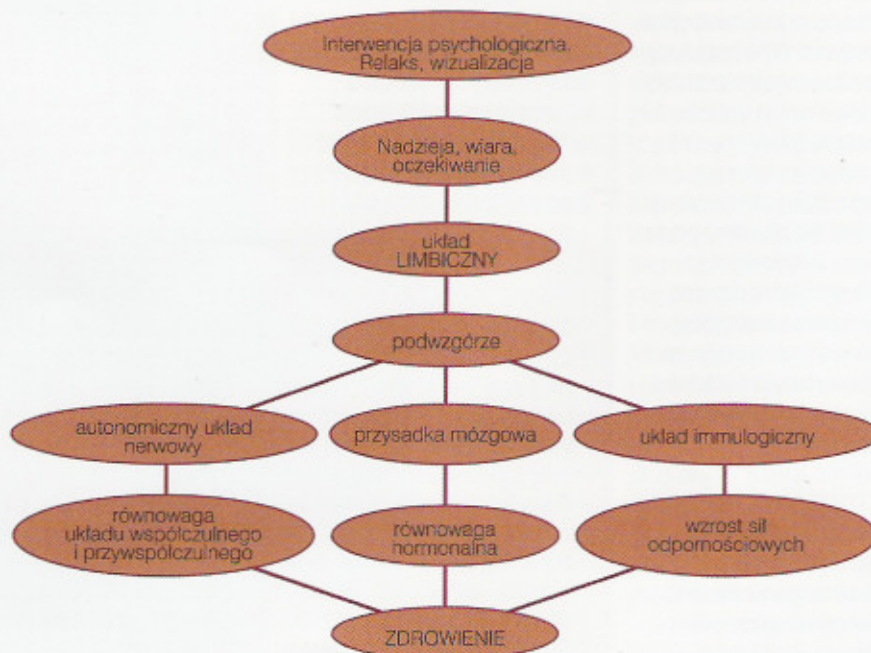 Interwencja psychologiczna.
Relaks, wizualizacja
Nadzieja, wiara,
oczekiwanie
układ
LIMBICZNY
podwzgórze
autonomiczny układ
nerwowy
przysadka mózgowa
układ immulogiczny
równowaga
układu współczulnego
i przywspółczulnego
równowaga
hormonalna
wzrost sił
odpornościowych
ZDROWIENIE